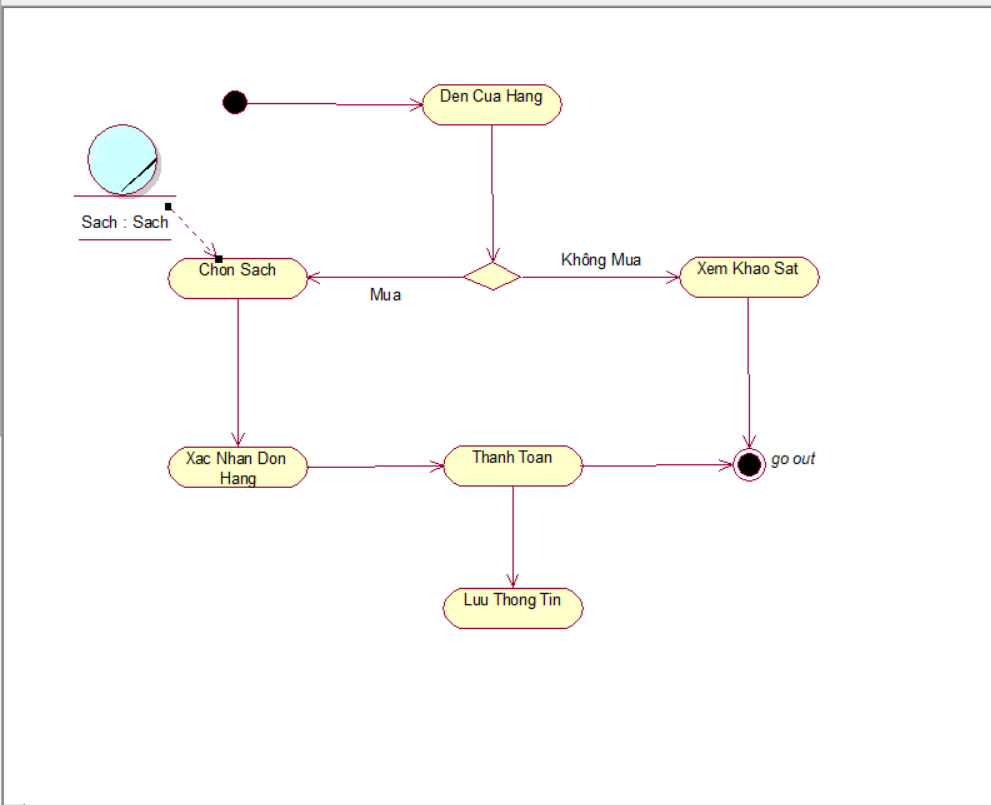 Den Cua Hang
Sach : Sach
Chon Sach
Mua
Không Mua
Xem Khao Sat
Xac Nhan Don
Hang
Thanh Toan
go out
Luu Thong Tin